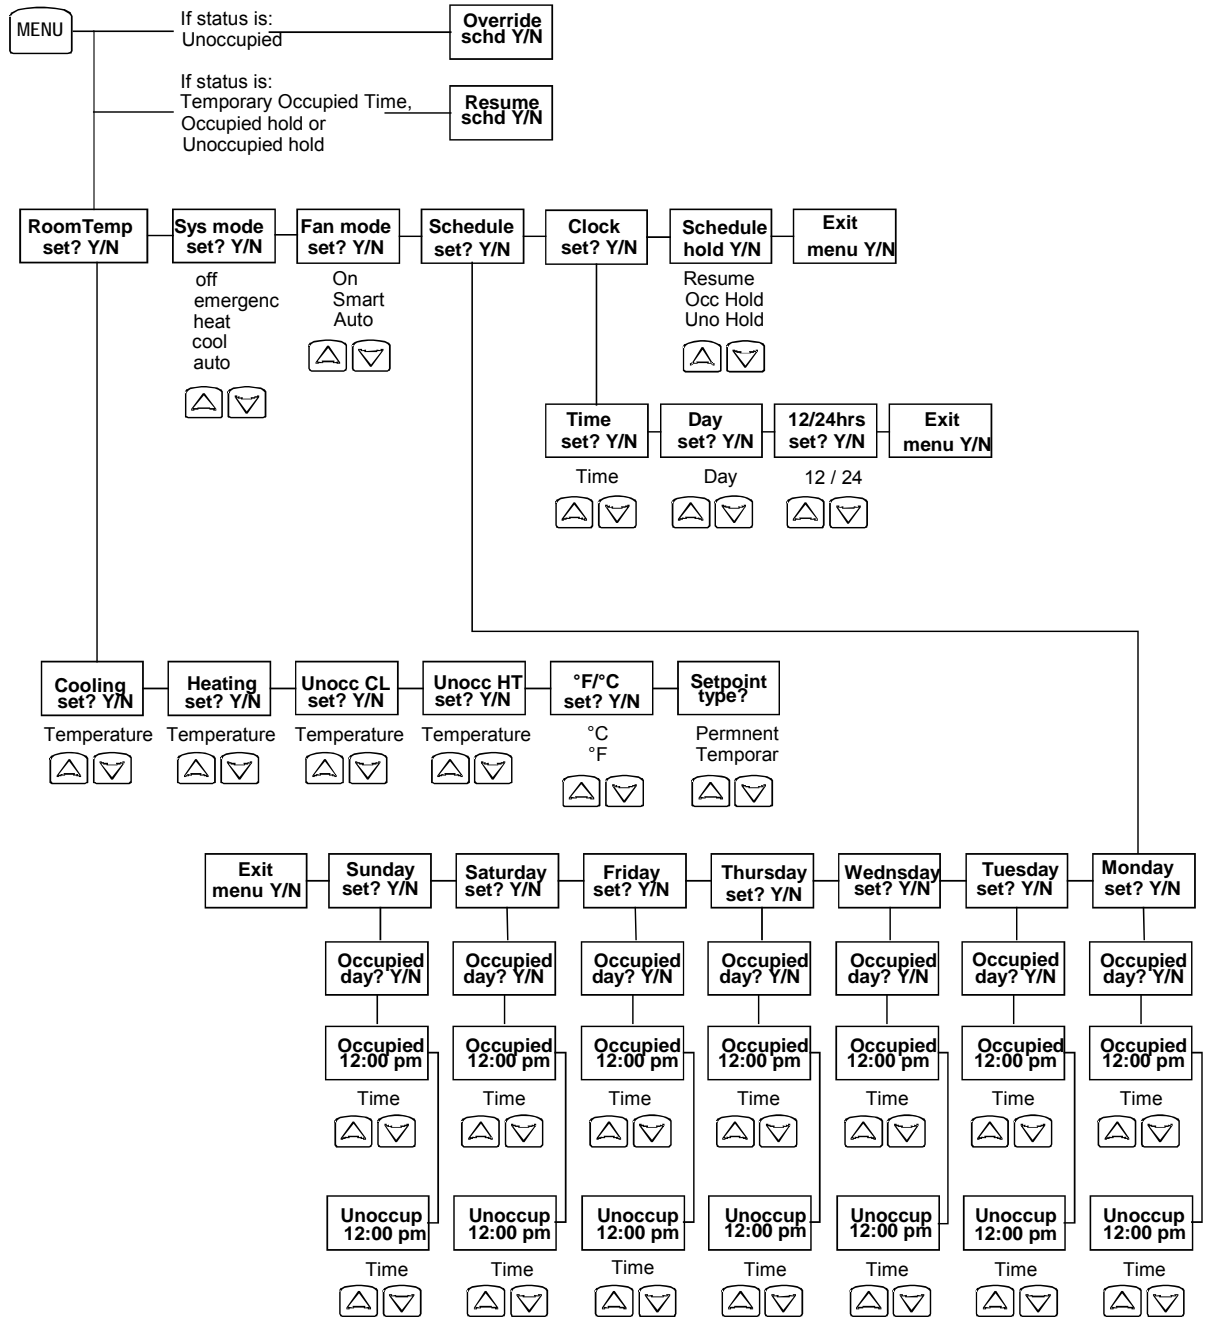 MENU
If status is:
Unoccupied
Override
schd Y/N
If status is:
Temporary Occupied Time,
Occupied hold or
Unoccupied hold
Resume
schd Y/N
RoomTemp
set? Y/N
Sys mode
set? Y/N
off
emergenc
heat
cool
auto
Fan mode
set? Y/N
On
Smart
Auto
Schedule
set? Y/N
Clock
set? Y/N
Schedule
hold Y/N
Resume
Occ Hold
Uno Hold
Exit
menu Y/N
Time
set? Y/N
Time
Day
set? Y/N
Day
12/24hrs
set? Y/N
12 / 24
Exit
menu Y/N
Cooling
set? Y/N
Temperature
Heating
set? Y/N
Temperature
Unocc CL
set? Y/N
Temperature
Unocc HT
set? Y/N
Temperature
°F/°C
set? Y/N
°C
°F
Setpoint
type?
Permnent
Temporar
Exit
menu Y/N
Sunday
set? Y/N
Occupied
day? Y/N
Occupied
12:00 pm
Time
Unoccup
12:00 pm
Time
Saturday
set? Y/N
Occupied
day? Y/N
Occupied
12:00 pm
Time
Unoccup
12:00 pm
Time
Friday
set? Y/N
Occupied
day? Y/N
Occupied
12:00 pm
Time
Unoccup
12:00 pm
Time
Thursday
set? Y/N
Occupied
day? Y/N
Occupied
12:00 pm
Time
Unoccup
12:00 pm
Time
Wednsday
set? Y/N
Occupied
day? Y/N
Occupied
12:00 pm
Time
Unoccup
12:00 pm
Time
Tuesday
set? Y/N
Occupied
day? Y/N
Occupied
12:00 pm
Time
Unoccup
12:00 pm
Time
Monday
set? Y/N
Occupied
day? Y/N
Occupied
12:00 pm
Time
Unoccup
12:00 pm
Time